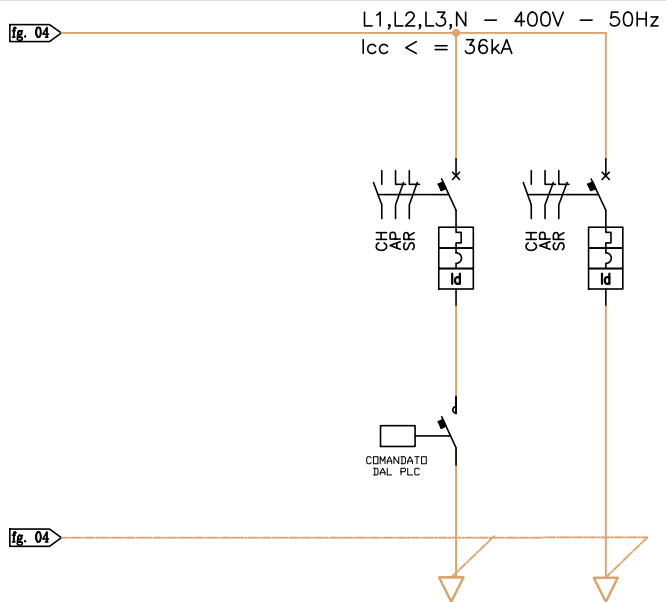 fg. 04
L1,L2,L3,N - 400V - 50Hz
Icc < = 36kA
CH
AP
SR
Id
CH
AP
SR
Id
COMANDATO
DAL PLC
fg. 04